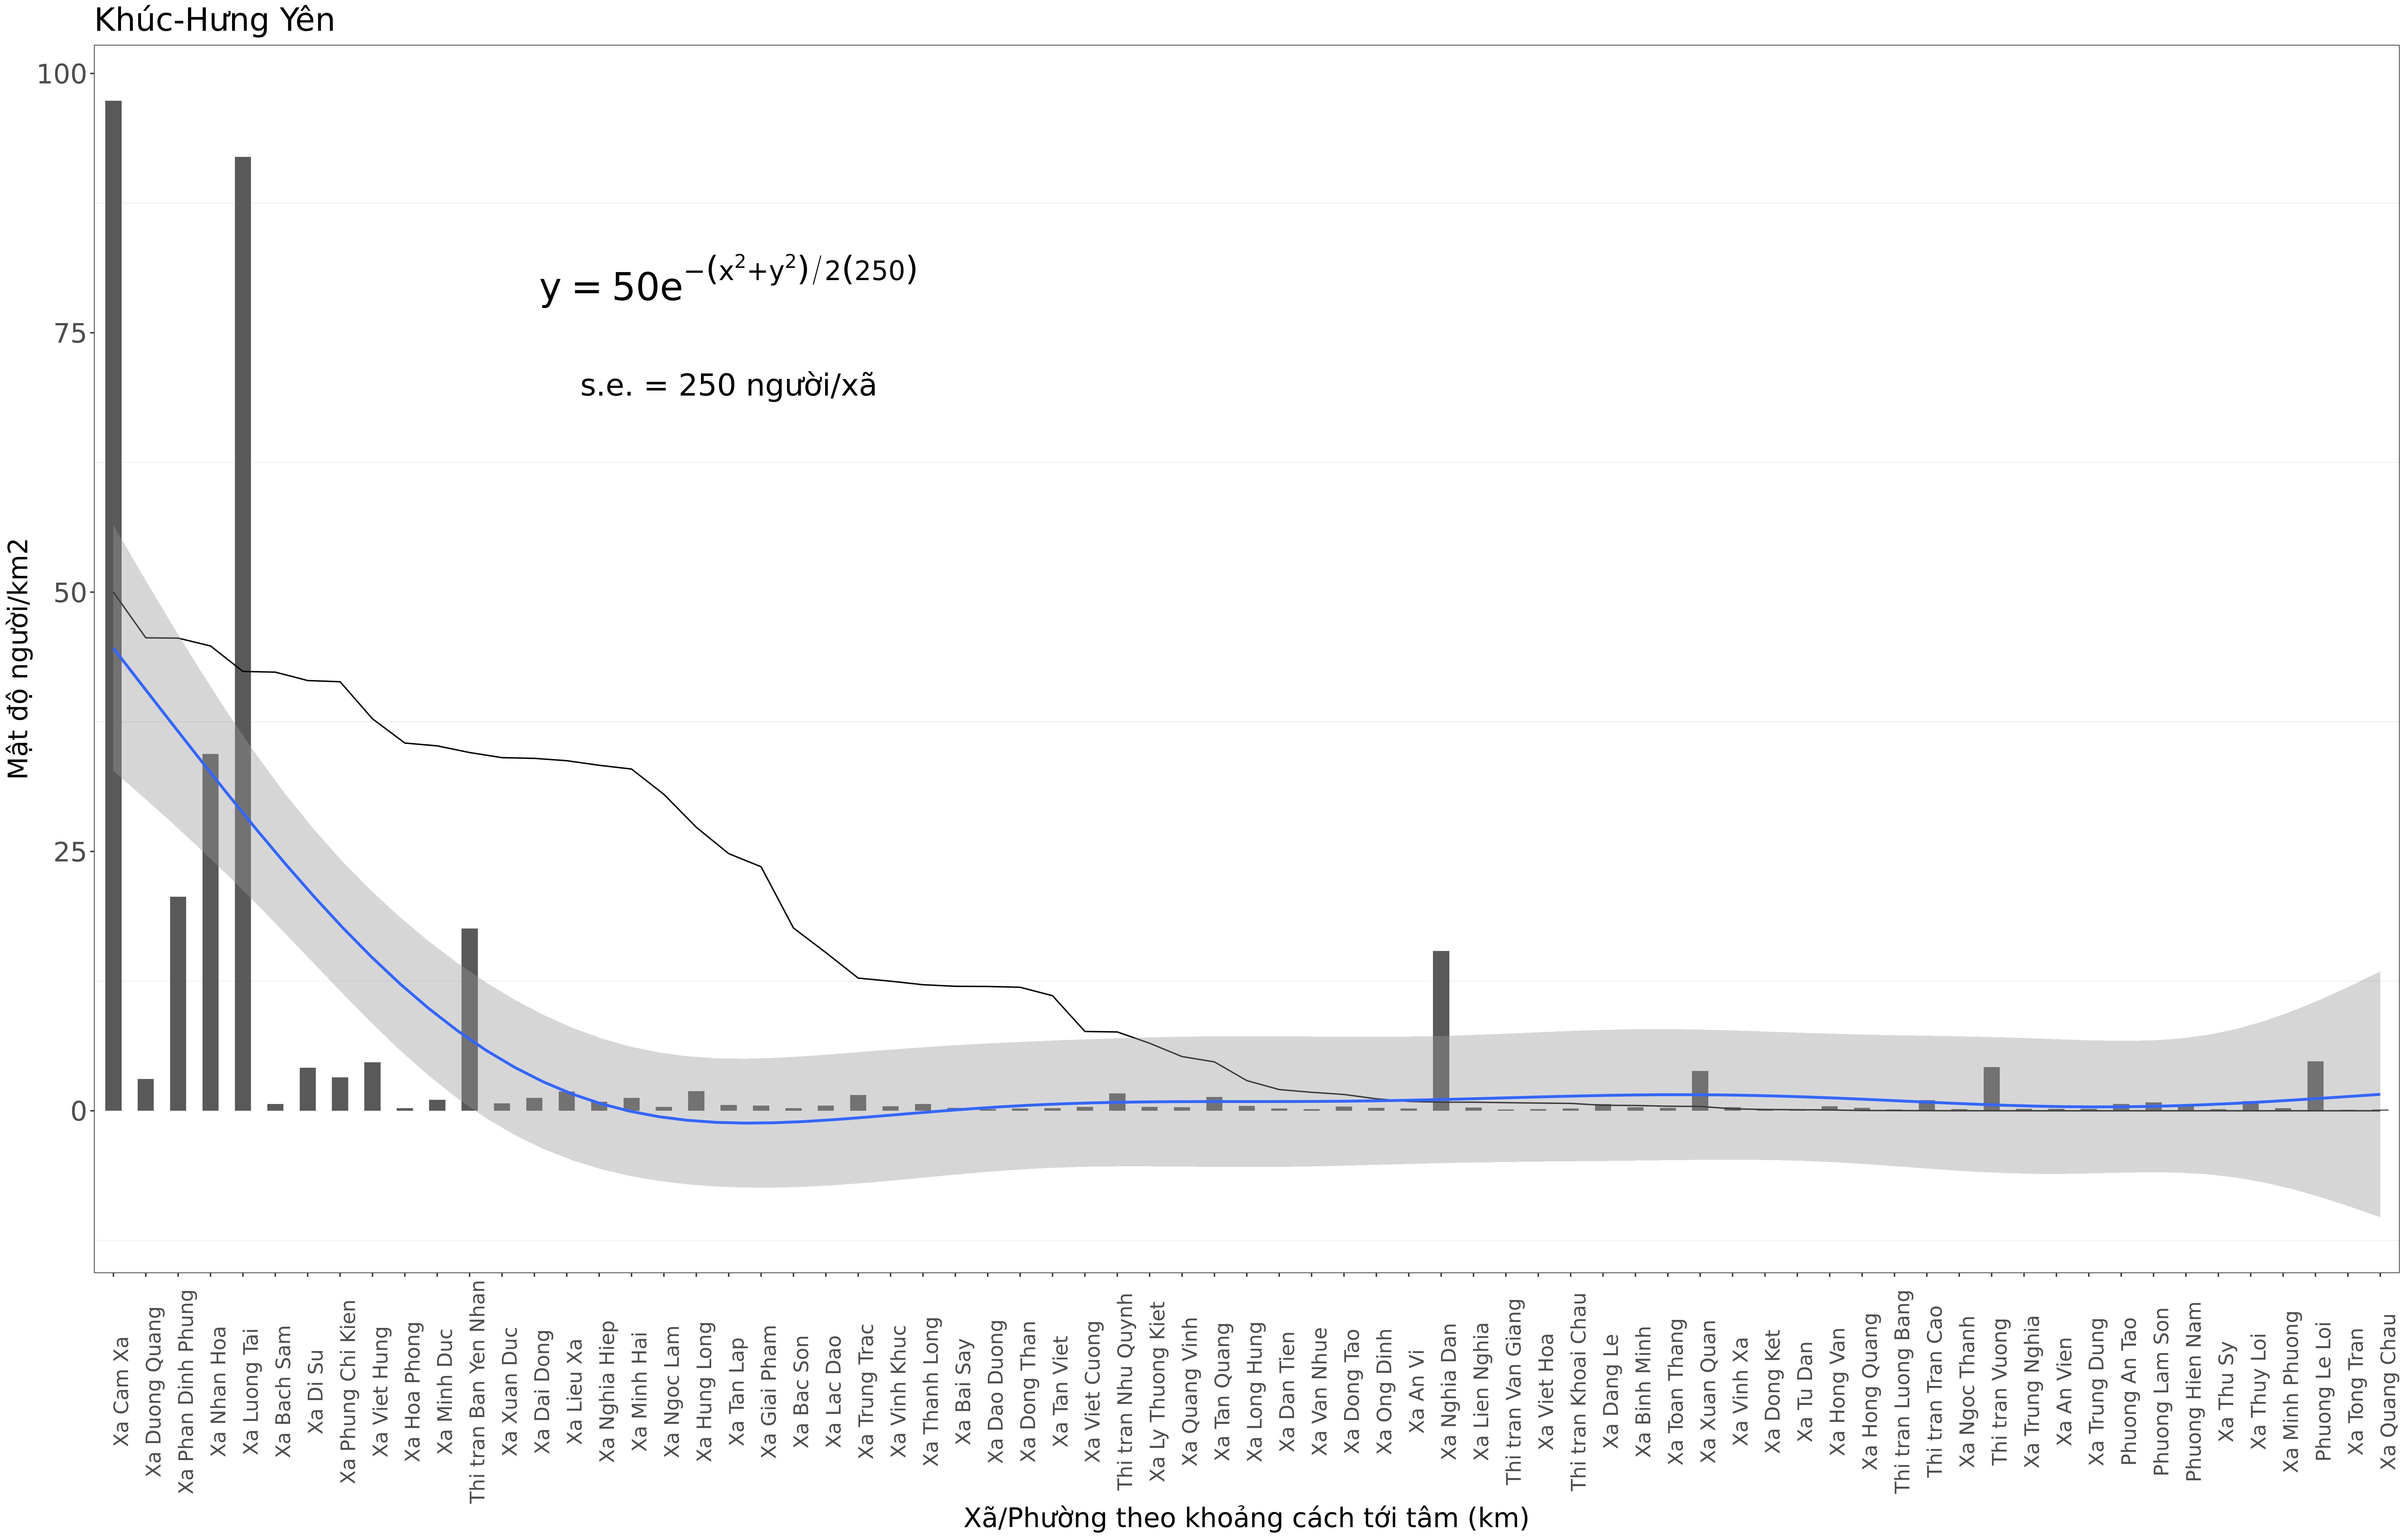 Khúc-Hưng Yên
100
75
50
25
0
Mật độ người/km2
y = 50e^{-(x^2+y^2)/2(250)}
s.e. = 250 người/xã
Xa Cam Xa
Xa Duong Quang
Xa Phan Dinh Phung
Xa Nhan Hoa
Xa Luong Tai
Xa Bach Sam
Xa Di Su
Xa Phung Chi Kien
Xa Viet Hung
Xa Hoa Phong
Xa Minh Duc
Thi tran Ban Yen Nhan
Xa Xuan Duc
Xa Dai Dong
Xa Lieu Xa
Xa Nghia Hiep
Xa Minh Hai
Xa Ngoc Lam
Xa Hung Long
Xa Tan Lap
Xa Giai Pham
Xa Bac Son
Xa Lac Dao
Xa Trung Trac
Xa Vinh Khuc
Xa Thanh Long
Xa Bai Say
Xa Dao Duong
Xa Dong Than
Xa Tan Viet
Xa Viet Cuong
Thi tran Nhu Quynh
Xa Ly Thuong Kiet
Xa Quang Vinh
Xa Tan Quang
Xa Long Hung
Xa Dan Tien
Xa Van Nhue
Xa Dong Tao
Xa Ong Dinh
Xa An Vi
Xa Nghia Dan
Xa Lien Nghia
Thi tran Van Giang
Xa Viet Hoa
Thi tran Khoai Chau
Xa Dang Le
Xa Binh Minh
Xa Toan Thang
Xa Xuan Quan
Xa Vinh Xa
Xa Dong Ket
Xa Tu Dan
Xa Hong Van
Xa Hong Quang
Thi tran Luong Bang
Thi tran Tran Cao
Xa Ngoc Thanh
Thi tran Vuong
Xa Trung Nghia
Xa An Vien
Xa Trung Dung
Phuong An Tao
Phuong Lam Son
Phuong Hien Nam
Xa Thu Sy
Xa Thuy Loi
Xa Minh Phuong
Phuong Le Loi
Xa Tong Tran
Xa Quang Chau
Xã/Phường theo khoảng cách tới tâm (km)